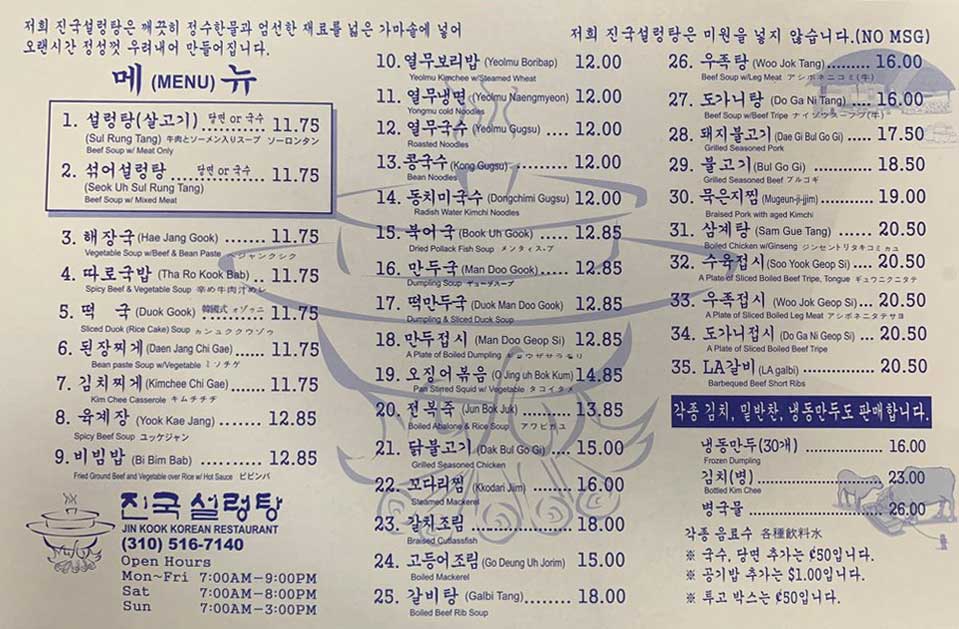 저희 진국설렁탕은 깨끗히 정수한물과 엄선한 재료를 넓은 가마솥에 넣어
오랜시간 정성껏 우려내어 만들어집니다.
메 (MENU) 뉴
1. 설렁탕(살고기) 당면 or 국수 11.75
(Sul Rung Tang) 牛肉とソーメン入りスープ ソーロンタン
Beef Soup w/ Meat Only
2. 섞어설렁탕 당면 or 국수 11.75
(Seok Uh Sul Rung Tang)
Beef Soup w/ Mixed Meat
3. 해장국(Hae Jang Gook) ....... 11.75
Vegetable Soup w/Beef & Bean Paste ヘジャンクシク
4. 따로국밥 (Tha Ro Kook Bab) .. 11.75
Spicy Beef & Vegetable Soup 辛め牛肉汁めし
5. 떡 국 (Duok Gook) 韓國式 オゾゥニ 11.75
Sliced Duok (Rice Cake) Soup
6. 된장찌게 (Daen Jang Chi Gae)...... 11.75
Bean paste Soup w/Vegetable ミソチゲ
7. 김치찌게 (Kimchee Chi Gae) 11.75
Kim Chee Casserole キムチチゲ
8. 육계장 (Yook Kae Jang) 12.85
Spicy Beef Soup ユッケジャン
9. 비빔밥 (Bi Bim Bab) .......... 12.85
Fried Ground Beef and Vegetable over Rice w/ Hot Sauce ビビンバ
진국설렁탕
JIN KOOK KOREAN RESTAURANT
(310) 516-7140
Open Hours
Mon~Fri 7:00AM-9:00PM
Sat 7:00AM-8:00PM
Sun 7:00AM-3:00PM
10. 열무보리밥 (Yeolmu Boribap) 12.00
Yeolmu Kimchee w/Steamed Wheat
11. 열무냉면 (Yeolmu Naengmyeon) 12.00
Yongmu cold Noodles
12. 열무국수 (Yeolmu Gugsu) .... 12.00
Roasted Noodles
13. 콩국수 (Kong Gugsu) ............ 12.00
Bean Noodles
14. 동치미국수 (Dongchimi Gugsu) 12.00
Radish Water Kimchi Noodles
15. 북어국 (Book Uh Gook) ........ 12.85
Dried Pollack Fish Soup メンタイス-プ
16. 만두국 (Man Doo Gook) ...... 12.85
Dumpling Soup ギョーザスープ
17. 떡만두국 (Duok Man Doo Gook) 12.85
Dumpling & Sliced Duck Soup
18. 만두접시 (Man Doo Geop Si) 12.85
A Plate of Boiled Dumpling
19. 오징어볶음 (O Jing uh Bok Kum) 14.85
Pan Stirred Squid w/ Vegetable タコイタメ
20. 전복죽 (Jun Bok Juk) .......... 13.85
Boiled Abalone & Rice Soup アワビガユ
21. 닭불고기 (Dak Bul Go Gi) ..... 15.00
Grilled Seasoned Chicken
22. 꼬다리찜 (Kkodari Jim) ........ 16.00
Steamed Mackerel
23. 갈치조림 .......................... 18.00
Braised Cutlassfish
24. 고등어조림 (Go Deung Uh Jorim) 15.00
Boiled Mackerel
25. 갈비탕 (Galbi Tang)........... 18.00
Boiled Beef Rib Soup
저희 진국설렁탕은 미원을 넣지 않습니다.(NO MSG)
26. 우족탕 (Woo Jok Tang) ......... 16.00
Beef Soup w/Leg Meat アシボネニコミ(牛)
27. 도가니탕 (Do Ga Ni Tang) ..... 16.00
Beef Soup w/Beef Tripe ナイゾウスープ(牛)
28. 돼지불고기 (Dae Gi Bul Go Gi) .. 17.50
Grilled Seasoned Pork
29. 불고기 (Bul Go Gi) ............... 18.50
Grilled Seasoned Beef プルコギ
30. 묵은지찜 (Mugeun-ji-jjim)......... 19.00
Braised Pork with aged Kimchi
31. 삼계탕 (Sam Gue Tang) ......... 20.50
Boiled Chicken w/Ginseng
32. 수육접시 (Soo Yook Geop Si)... 20.50
A Plate of Sliced Boiled Beef Tripe, Tongue ギュウニクニタテ
33. 우족접시 (Woo Jok Geop Si)... 20.50
A Plate of Sliced Boiled Leg Meat
34. 도가니접시 (Do Ga Ni Geop Si) 20.50
A Plate of Sliced Boiled Beef Tripe
35. LA갈비 (LA galbi) .................... 20.50
Barbequed Beef Short Ribs
각종 김치, 밑반찬, 냉동만두도 판매합니다.
냉동만두(30개) .................. 16.00
Frozen Dumpling
김치(병) ............................ 23.00
Bottled Kim Chee
병국물 .............................. 26.00
각종 음료수 各種飮料水
※ 국수, 당면 추가는 ¢50입니다.
※ 공기밥 추가는 $1.00입니다.
※ 투고 박스는 ¢50입니다.